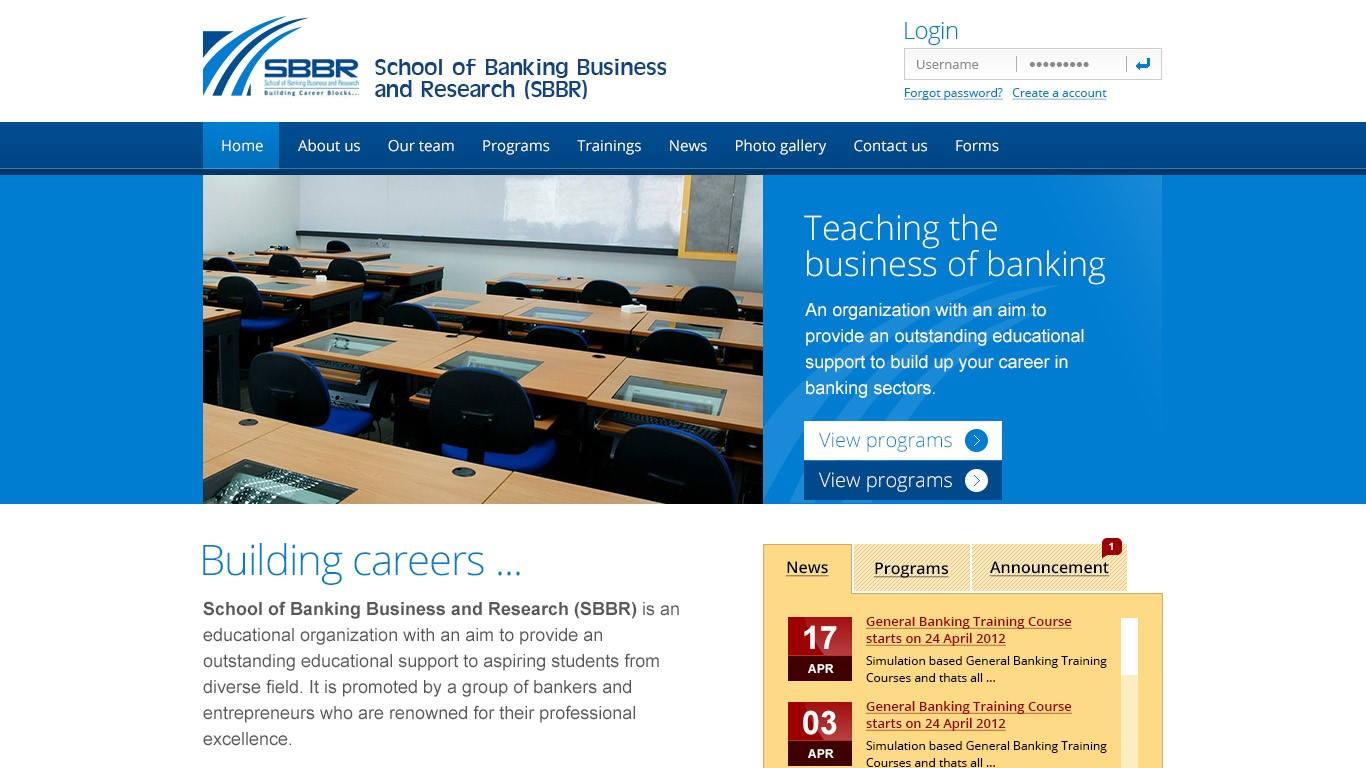 SBBR
School of Banking Business and Research
Building Career Blocks...
School of Banking Business
and Research (SBBR)
Login
Username
Forgot password? Create a account
Home About us Our team Programs Trainings News Photo gallery Contact us Forms
Teaching the
business of banking
An organization with an aim to
provide an outstanding educational
support to build up your career in
banking sectors.
View programs
View programs
Building careers ...
School of Banking Business and Research (SBBR) is an
educational organization with an aim to provide an
outstanding educational support to aspiring students from
diverse field. It is promoted by a group of bankers and
entrepreneurs who are renowned for their professional
excellence.
News Programs Announcement 1
17
APR
General Banking Training Course
starts on 24 April 2012
Simulation based General Banking Training
Courses and thats all ...
03
APR
General Banking Training Course
starts on 24 April 2012
Simulation based General Banking Training
Courses and thats all ...